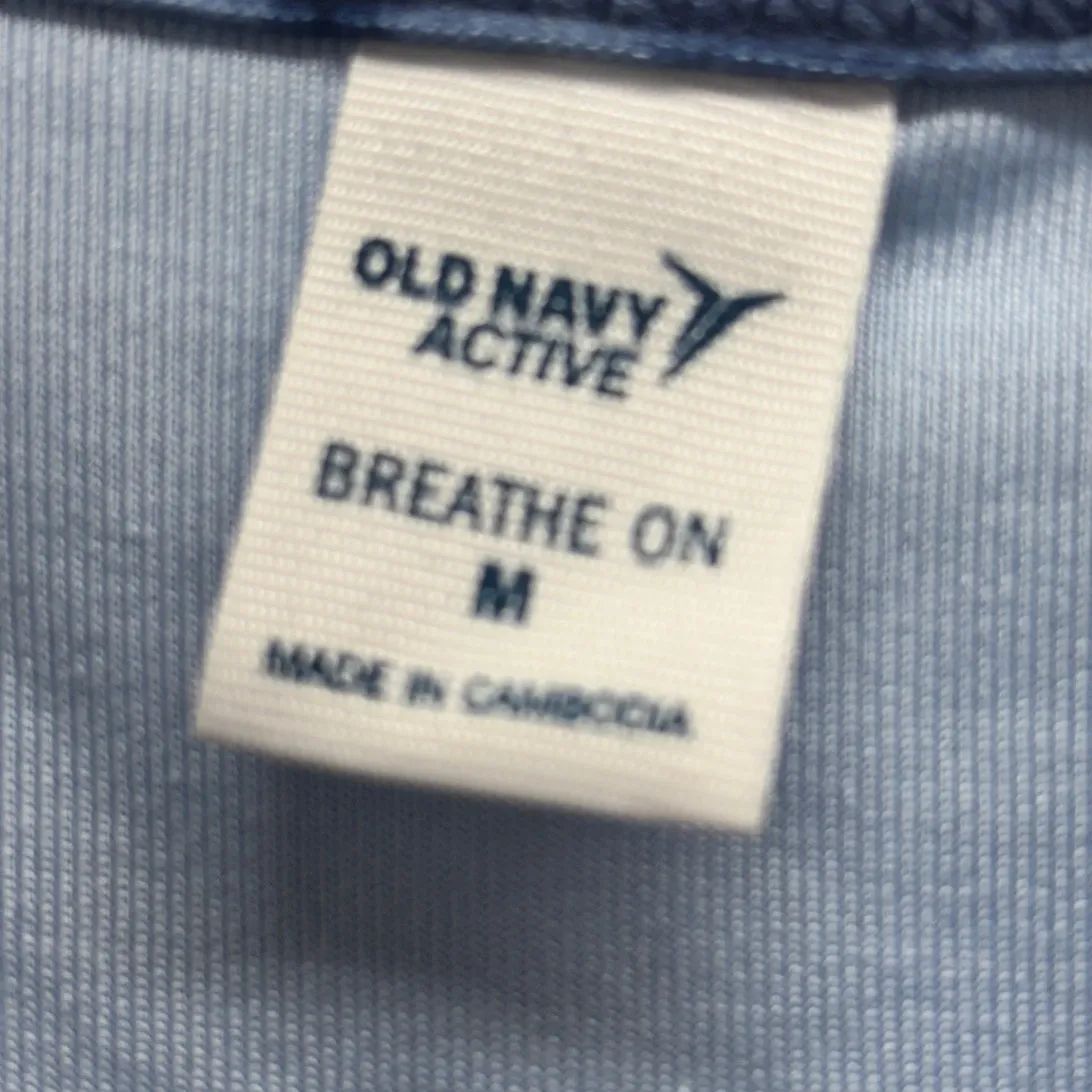 OLD NAVY
ACTIVE
BREATHE ON
M
MADE IN CAMBODIA